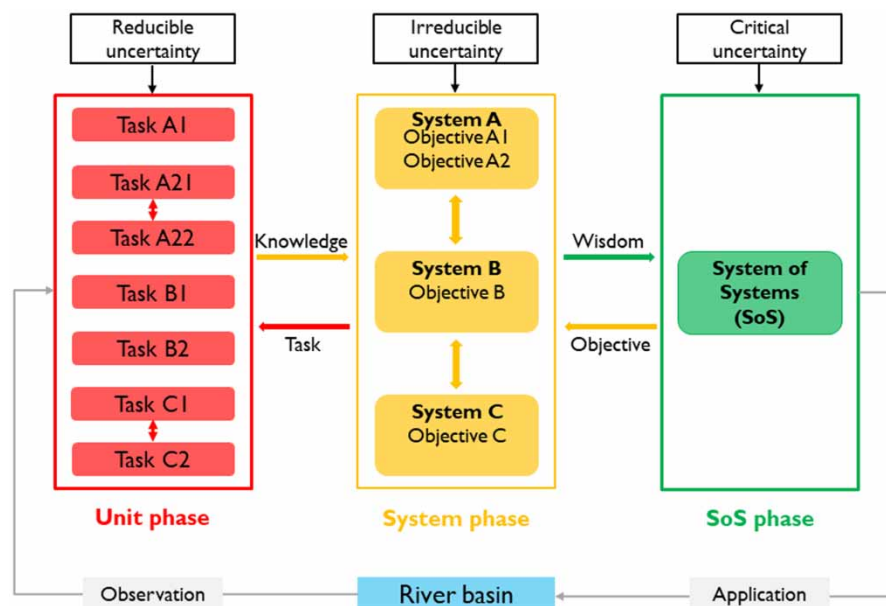 Reducible
uncertainty
Irreducible
uncertainty
Critical
uncertainty
Task A1
Task A21
Task A22
Task B1
Task B2
Task C1
Task C2
Unit phase
Knowledge
Task
System A
Objective A1
Objective A2
System B
Objective B
System C
Objective C
System phase
Wisdom
Objective
System of
Systems
(SoS)
SoS phase
Observation
River basin
Application